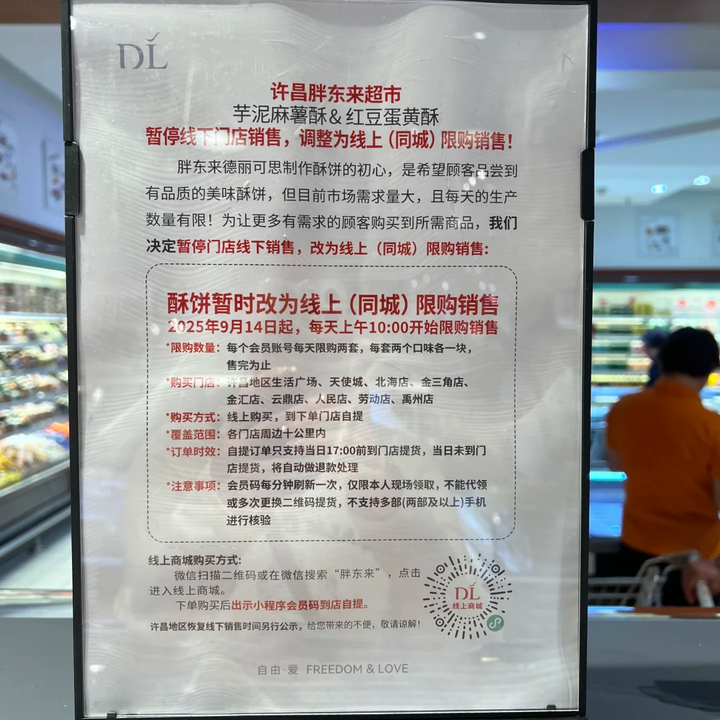 DL
许昌胖东来超市
芋泥麻薯酥＆红豆蛋黄酥
暂停线下门店销售，调整为线上（同城）限购销售！
胖东来德丽可思制作酥饼的初心，是希望顾客品尝到
有品质的美味酥饼，但目前市场需求量大，且每天的生产
数量有限！为让更多有需求的顾客购买到所需商品，我们
决定暂停门店线下销售，改为线上（同城）限购销售：
酥饼暂时改为线上（同城）限购销售
2025年9月14日起，每天上午10:00开始限购销售
*限购数量：每个会员账号每天限购两套，每套两个口味各一块，
售完为止
*购买门店：许昌地区生活广场、天使城、北海店、金三角店、
金汇店、云鼎店、人民店、劳动店、禹州店
*购买方式：线上购买，到下单门店自提
*覆盖范围：各门店周边十公里内
*订单时效：自提订单只支持当日17:00前到门店提货，当日未到门
店提货，将自动做退款处理
*注意事项：会员码每分钟刷新一次，仅限本人现场领取，不能代领
或多次更换二维码提货，不支持多部(两部及以上)手机
进行核验
线上商城购买方式：
微信扫描二维码或在微信搜索“胖东来”，点击
进入线上商城。
下单购买后出示小程序会员码到店自提。
DL
线上商城
许昌地区恢复线下销售时间另行公示，给您带来的不便，敬请谅解！
自由·爱 FREEDOM & LOVE